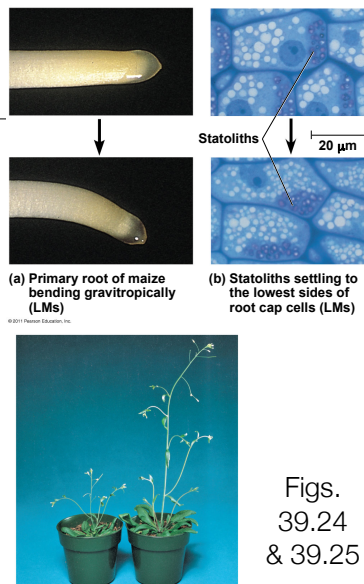 Statoliths
20 µm
(a) Primary root of maize
bending gravitropically
(LMs)
(b) Statoliths settling to
the lowest sides of
root cap cells (LMs)
© 2011 Pearson Education, Inc.
Figs.
39.24
& 39.25